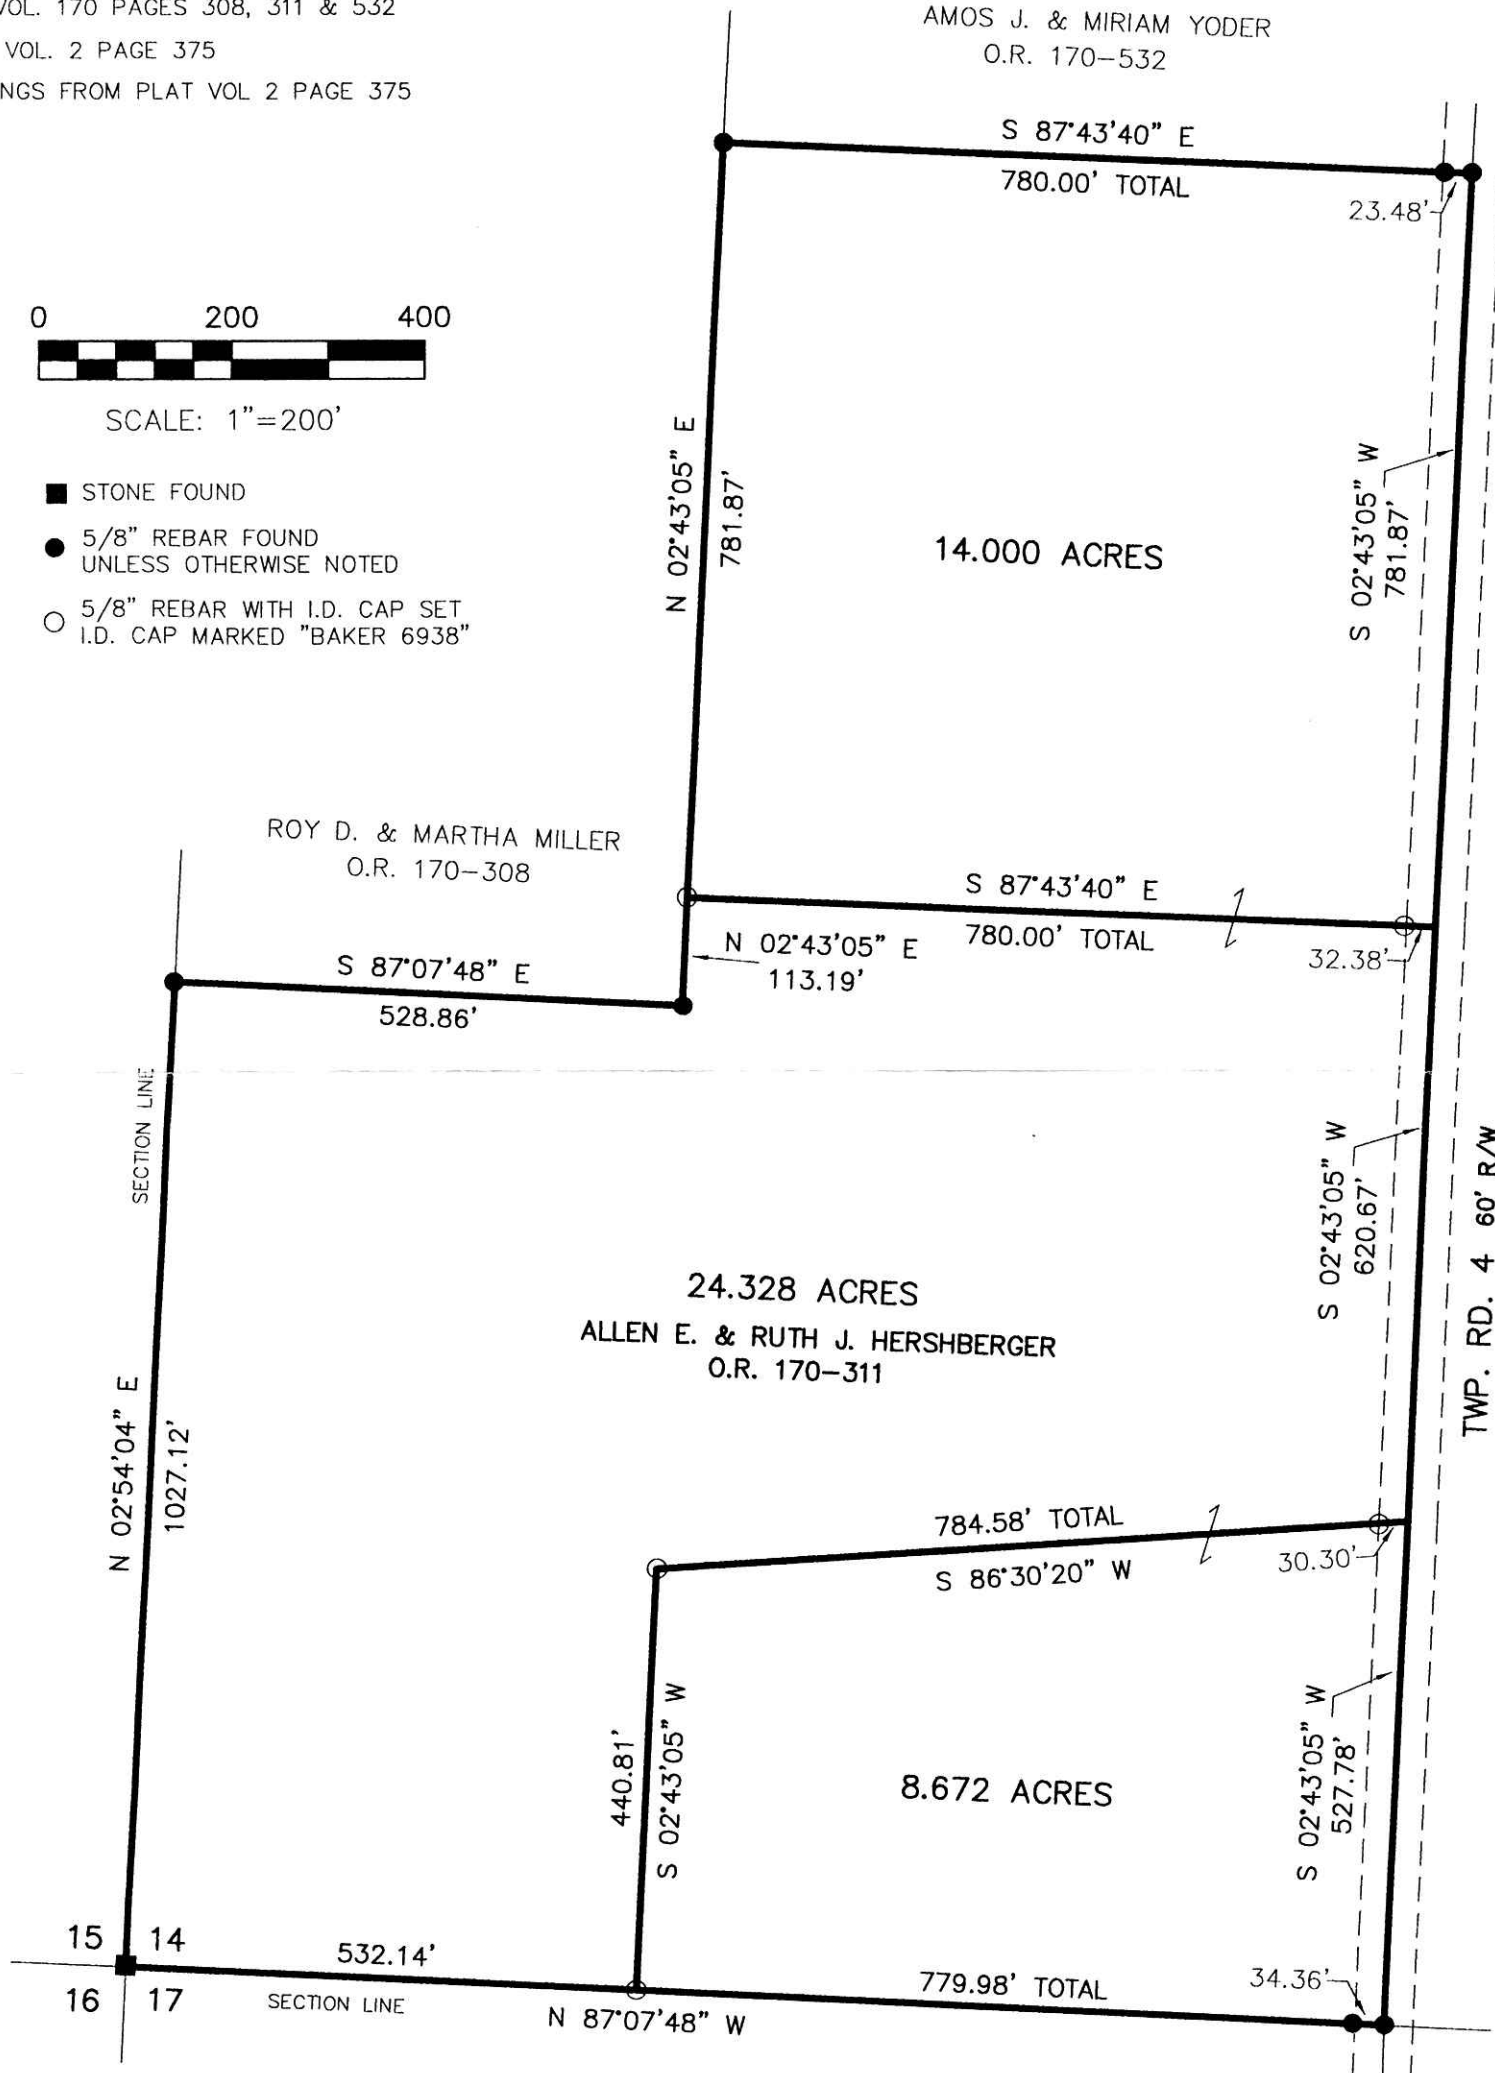 VOL. 170 PAGES 308, 311 & 532
VOL. 2 PAGE 375
NGS FROM PLAT VOL 2 PAGE 375
AMOS J. & MIRIAM YODER
O.R. 170-532
S 87°43'40" E
780.00' TOTAL
23.48'
0 200 400
SCALE: 1"=200'
STONE FOUND
5/8" REBAR FOUND
UNLESS OTHERWISE NOTED
5/8" REBAR WITH I.D. CAP SET
I.D. CAP MARKED "BAKER 6938"
N 02°43'05" E
781.87'
14.000 ACRES
S 02°43'05" W
781.87'
ROY D. & MARTHA MILLER
O.R. 170-308
S 87°43'40" E
780.00' TOTAL
32.38'
N 02°43'05" E
113.19'
S 87°07'48" E
528.86'
SECTION LINE
N 02°54'04" E
1027.12'
S 02°43'05" W
620.67'
TWP. RD. 4 60' R/W
24.328 ACRES
ALLEN E. & RUTH J. HERSHBERGER
O.R. 170-311
784.58' TOTAL
S 86°30'20" W
30.30'
440.81'
S 02°43'05" W
8.672 ACRES
S 02°43'05" W
527.78'
15 14
16 17
532.14'
SECTION LINE
N 87°07'48" W
779.98' TOTAL
34.36'